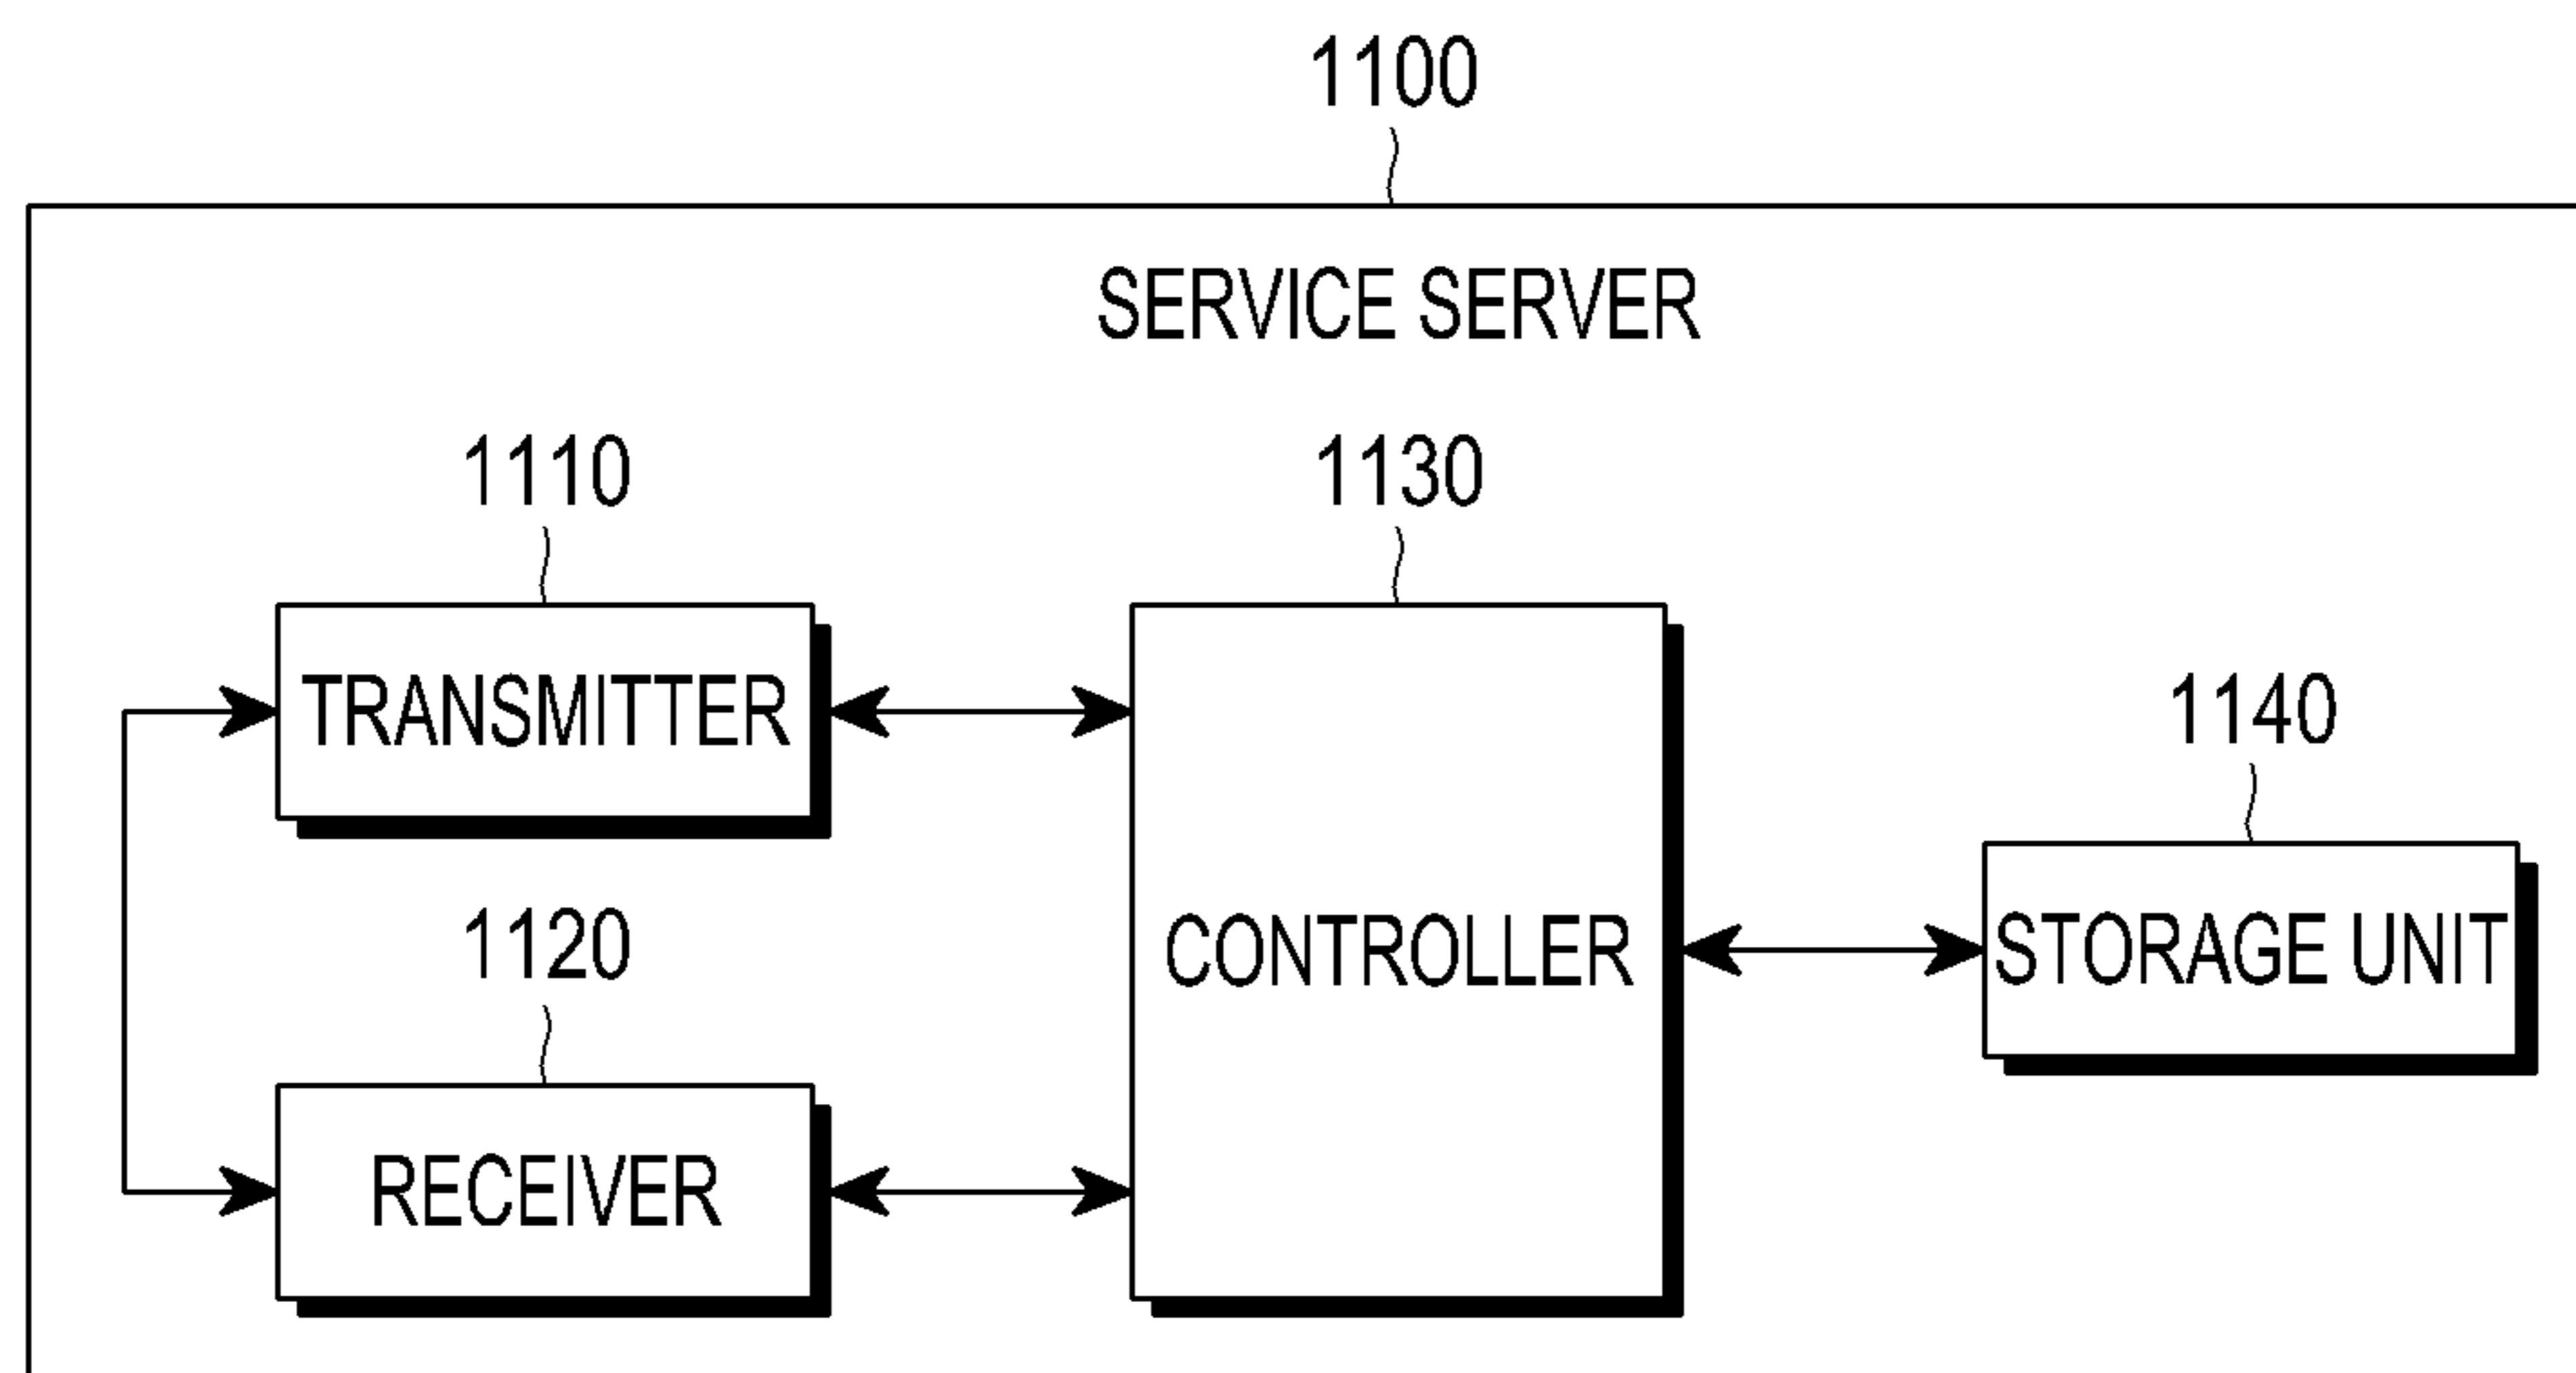 1100
SERVICE SERVER
1110
1130
TRANSMITTER
1140
1120
CONTROLLER
STORAGE UNIT
RECEIVER